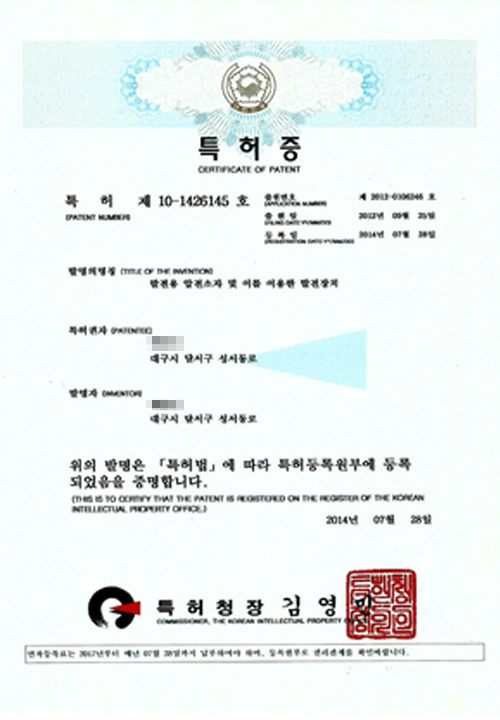 특허증
CERTIFICATE OF PATENT
특 허 제 10-1426145 호
(PATENT NUMBER)
출원번호 제 2012-0106246 호
(APPLICATION NUMBER)
출 원 일 2012년 09월 25일
(FILING DATE:YY/MM/DD)
등 록 일 2014년 07월 28일
(REGISTRATION DATE:YY/MM/DD)
발명의명칭 (TITLE OF THE INVENTION)
발전용 압전소자 및 이를 이용한 발전장치
특허권자 (PATENTEE)
대구시 달서구 성서동로
발명자 (INVENTOR)
대구시 달서구 성서동로
위의 발명은 「특허법」에 따라 특허등록원부에 등록
되었음을 증명합니다.
(THIS IS TO CERTIFY THAT THE PATENT IS REGISTERED ON THE REGISTER OF THE KOREAN
INTELLECTUAL PROPERTY OFFICE.)
2014년 07월 28일
특허청장 김영
COMMISSIONER, THE KOREAN INTELLECTUAL PROPERTY
연차등록료는 2017년부터 매년 07월 28일까지 납부하여야 하며, 등록원부로 권리관계를 확인바랍니다.